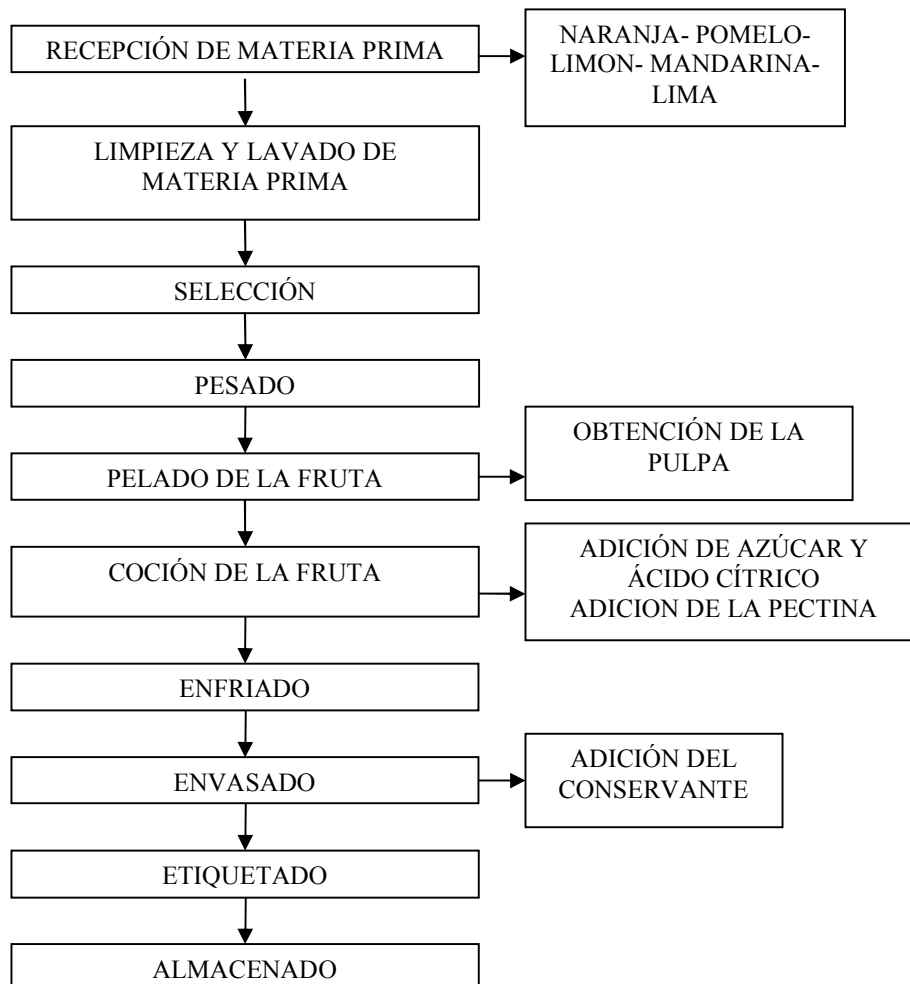 RECEPCIÓN DE MATERIA PRIMA
NARANJA- POMELO-
LIMON- MANDARINA-
LIMA
LIMPIEZA Y LAVADO DE
MATERIA PRIMA
SELECCIÓN
PESADO
PELADO DE LA FRUTA
OBTENCIÓN DE LA
PULPA
COCIÓN DE LA FRUTA
ADICIÓN DE AZÚCAR Y
ÁCIDO CÍTRICO
ADICION DE LA PECTINA
ENFRIADO
ENVASADO
ADICIÓN DEL
CONSERVANTE
ETIQUETADO
ALMACENADO